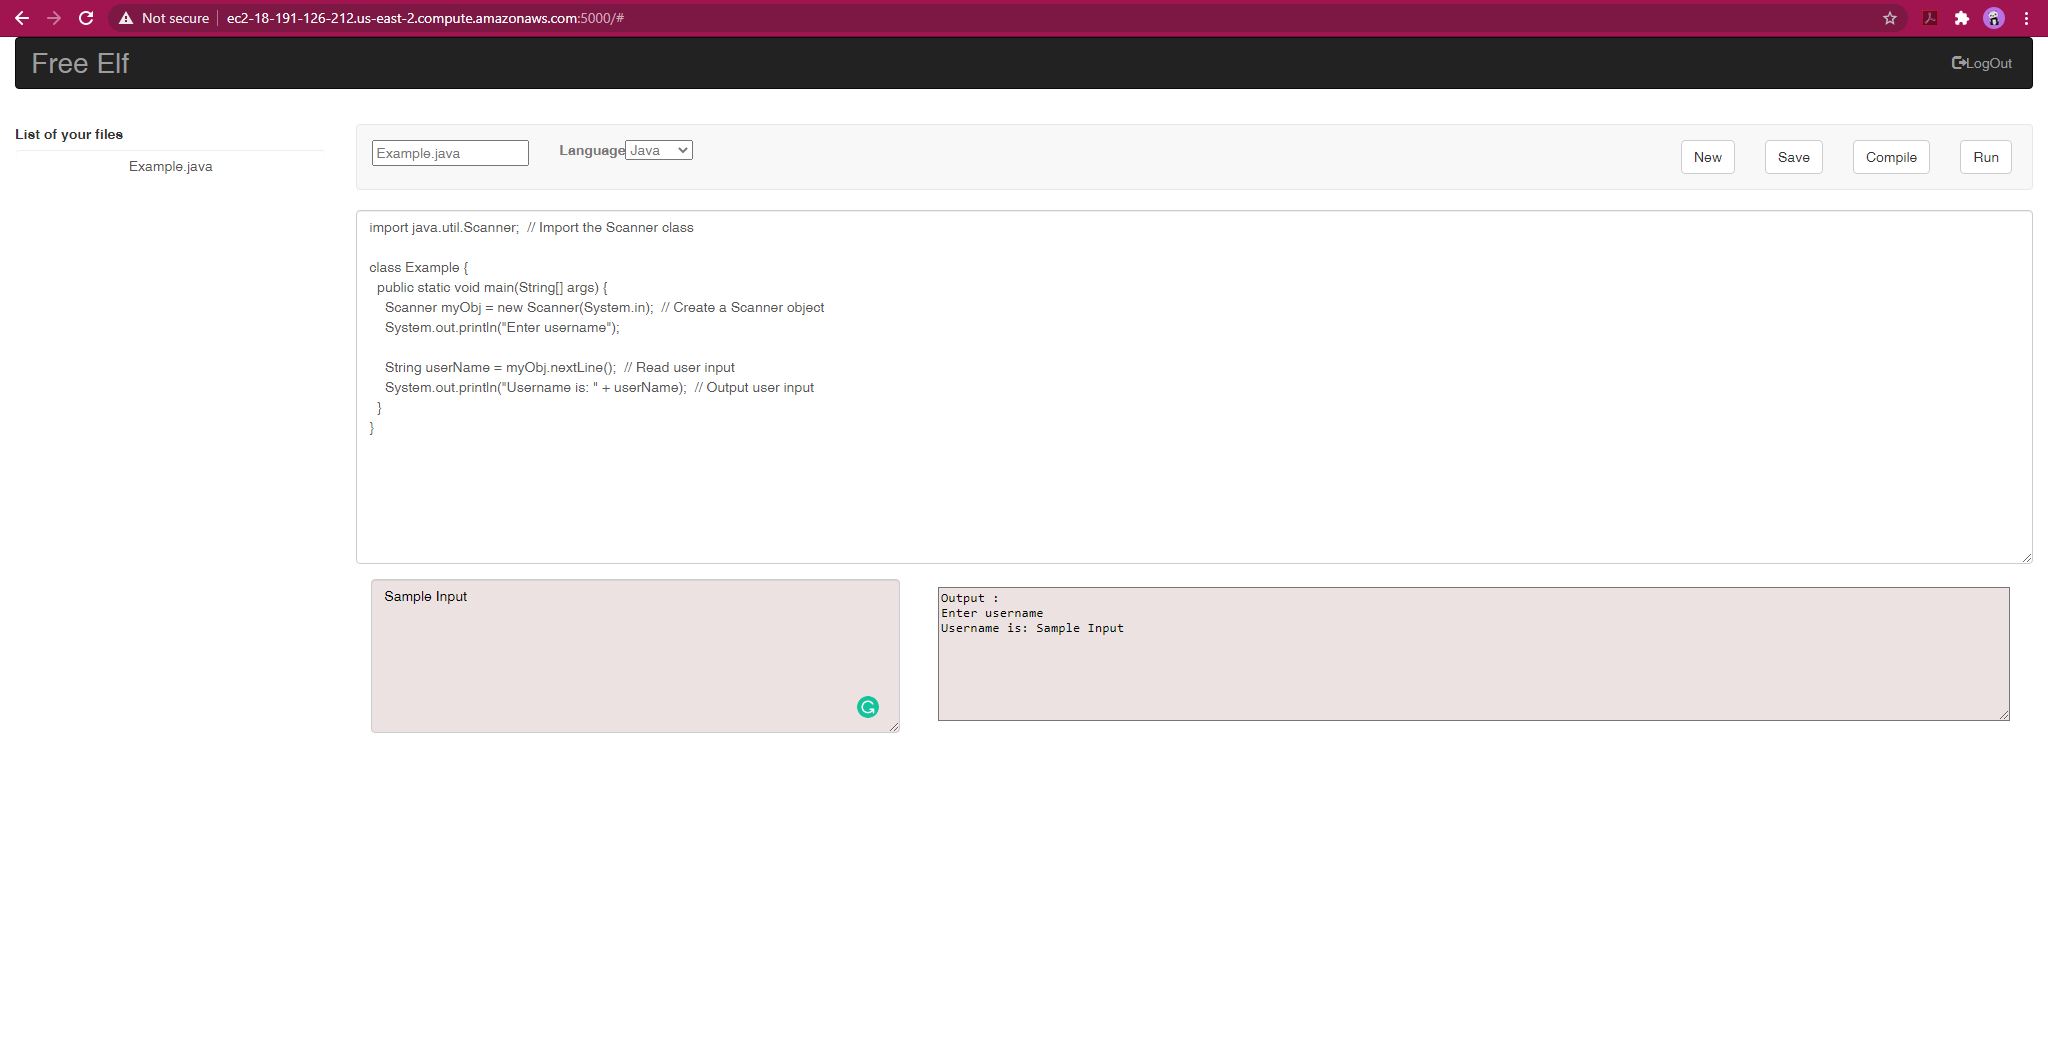 Not secure ec2-18-191-126-212.us-east-2.compute.amazonaws.com:5000/#
Free Elf
LogOut
List of your files
Example.java
Example.java
Language Java
New
Save
Compile
Run
import java.util.Scanner;  // Import the Scanner class
class Example {
  public static void main(String[] args) {
    Scanner myObj = new Scanner(System.in);  // Create a Scanner object
    System.out.println("Enter username");
    String userName = myObj.nextLine();  // Read user input
    System.out.println("Username is: " + userName);  // Output user input
  }
}
Sample Input
Output :
Enter username
Username is: Sample Input